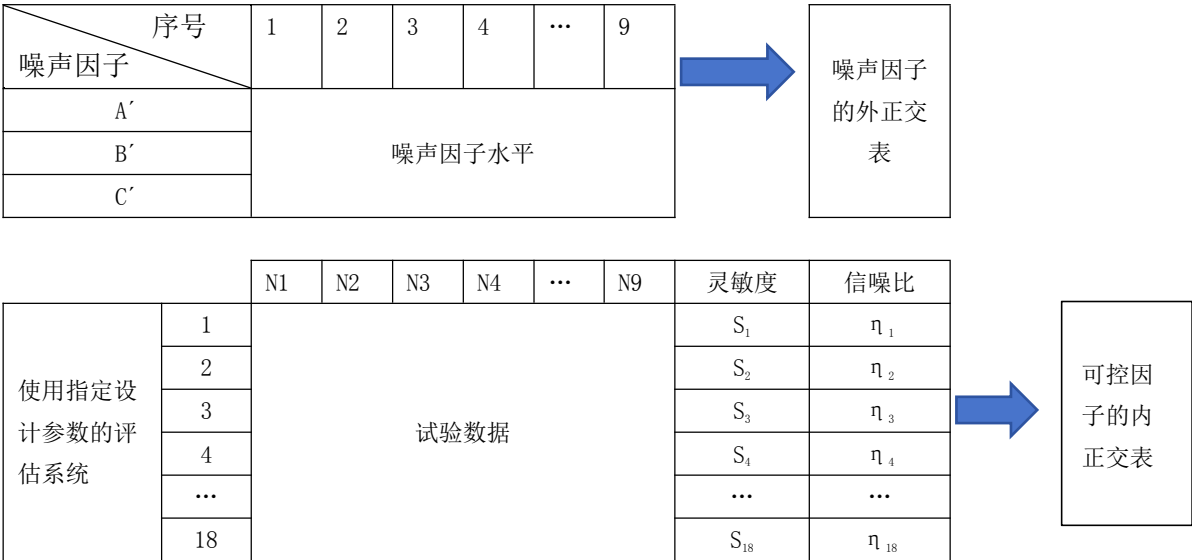 序号 1 2 3 4 … 9
噪声因子
A′
B′
C′
噪声因子水平
噪声因子
的外正交
表
N1 N2 N3 N4 … N9 灵敏度 信噪比
使用指定设
计参数的评
估系统
1 S₁ η₁
2 S₂ η₂
3 S₃ η₃
4 S₄ η₄
… … …
18 S₁₈ η₁₈
试验数据
可控因
子的内
正交表